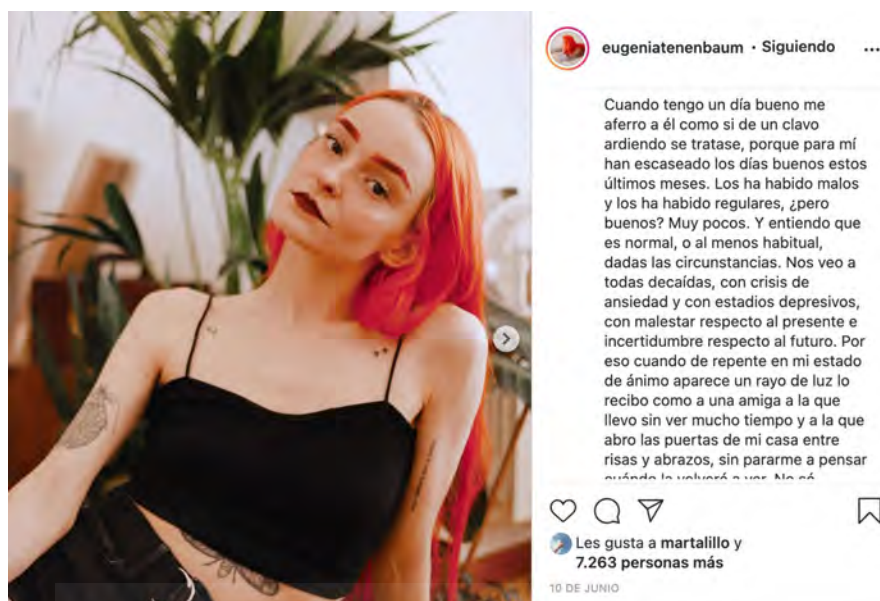 eugeniatenenbaum · Siguiendo ...
Cuando tengo un día bueno me
aferro a él como si de un clavo
ardiendo se tratase, porque para mí
han escaseado los días buenos estos
últimos meses. Los ha habido malos
y los ha habido regulares, ¿pero
buenos? Muy pocos. Y entiendo que
es normal, o al menos habitual,
dadas las circunstancias. Nos veo a
todas decaídas, con crisis de
ansiedad y con estadios depresivos,
con malestar respecto al presente e
incertidumbre respecto al futuro. Por
eso cuando de repente en mi estado
de ánimo aparece un rayo de luz lo
recibo como a una amiga a la que
llevo sin ver mucho tiempo y a la que
abro las puertas de mi casa entre
risas y abrazos, sin pararme a pensar
cuándo la volveré a ver. No sé
Les gusta a martalillo y
7.263 personas más
10 DE JUNIO